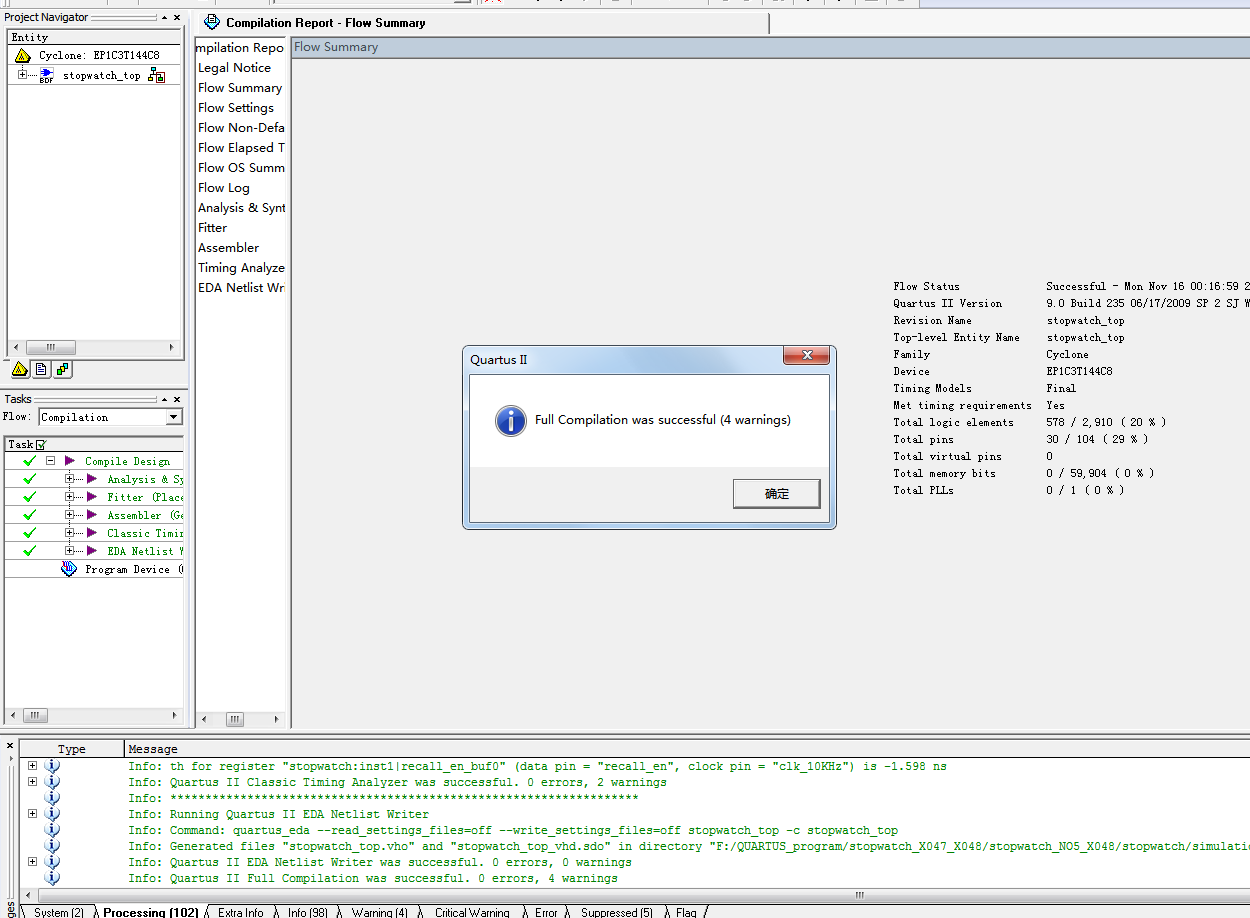 Project Navigator
Entity
Cyclone: EP1C3T144C8
BDF
stopwatch_top
Tasks
Flow: Compilation
Task
Compile Design
Analysis & Sy
Fitter (Place
Assembler (Ge
Classic Timin
EDA Netlist W
Program Device (
Compilation Report - Flow Summary
mpilation Repo
Legal Notice
Flow Summary
Flow Settings
Flow Non-Defa
Flow Elapsed T
Flow OS Summ
Flow Log
Analysis & Synt
Fitter
Assembler
Timing Analyze
EDA Netlist Wri
Flow Summary
Flow Status Successful - Mon Nov 16 00:16:59 2
Quartus II Version 9.0 Build 235 06/17/2009 SP 2 SJ W
Revision Name stopwatch_top
Top-level Entity Name stopwatch_top
Family Cyclone
Device EP1C3T144C8
Timing Models Final
Met timing requirements Yes
Total logic elements 578 / 2,910 ( 20 % )
Total pins 30 / 104 ( 29 % )
Total virtual pins 0
Total memory bits 0 / 59,904 ( 0 % )
Total PLLs 0 / 1 ( 0 % )
Quartus II
Full Compilation was successful (4 warnings)
确定
Type Message
Info: th for register "stopwatch:inst1|recall_en_buf0" (data pin = "recall_en", clock pin = "clk_10KHz") is -1.598 ns
Info: Quartus II Classic Timing Analyzer was successful. 0 errors, 2 warnings
Info: *******************************************************************
Info: Running Quartus II EDA Netlist Writer
Info: Command: quartus_eda --read_settings_files=off --write_settings_files=off stopwatch_top -c stopwatch_top
Info: Generated files "stopwatch_top.vho" and "stopwatch_top_vhd.sdo" in directory "F:/QUARTUS_program/stopwatch_X047_X048/stopwatch_NO5_X048/stopwatch/simulatio
Info: Quartus II EDA Netlist Writer was successful. 0 errors, 0 warnings
Info: Quartus II Full Compilation was successful. 0 errors, 4 warnings
ges
System (2) Processing (102) Extra Info Info (98) Warning (4) Critical Warning Error Suppressed (5) Flag